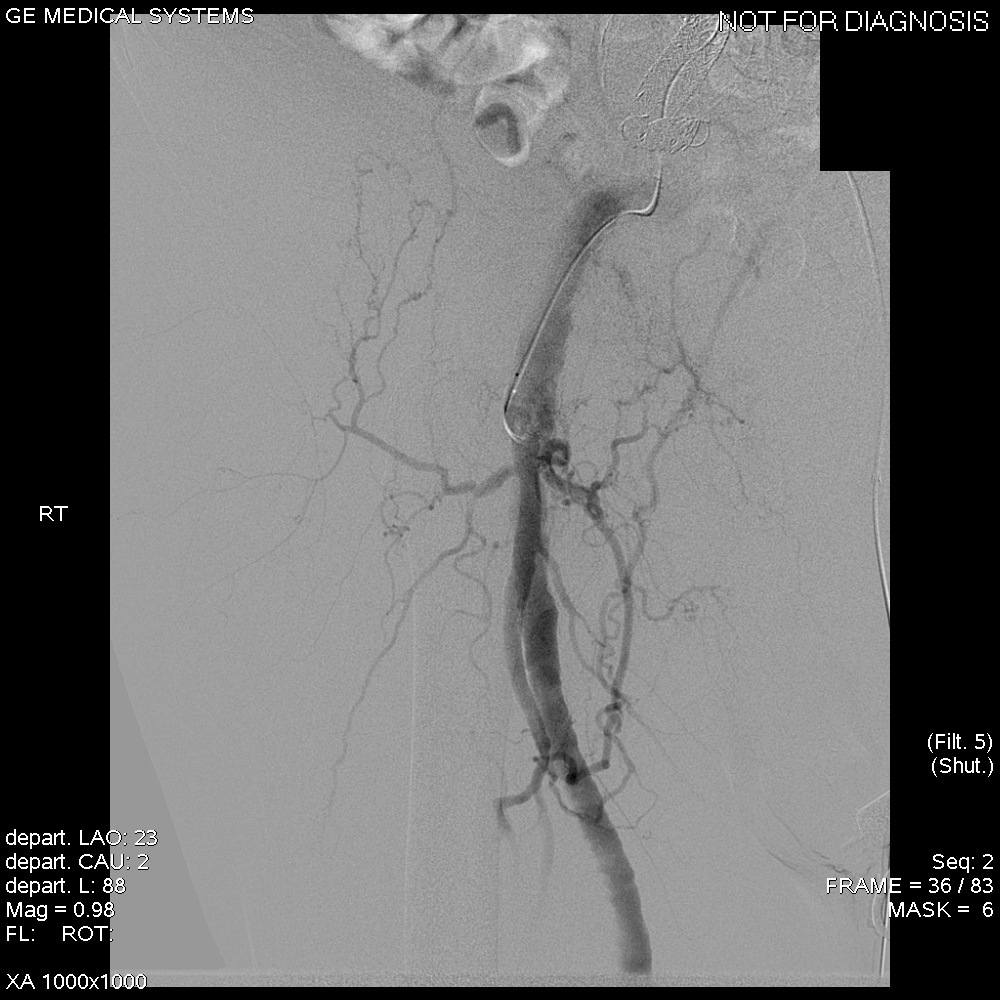 GE MEDICAL SYSTEMS
NOT FOR DIAGNOSIS
RT
(Filt. 5)
(Shut.)
depart. LAO: 23
depart. CAU: 2
depart. L: 88
Mag = 0.98
FL: ROT:
XA 1000x1000
Seq: 2
FRAME = 36 / 83
MASK = 6